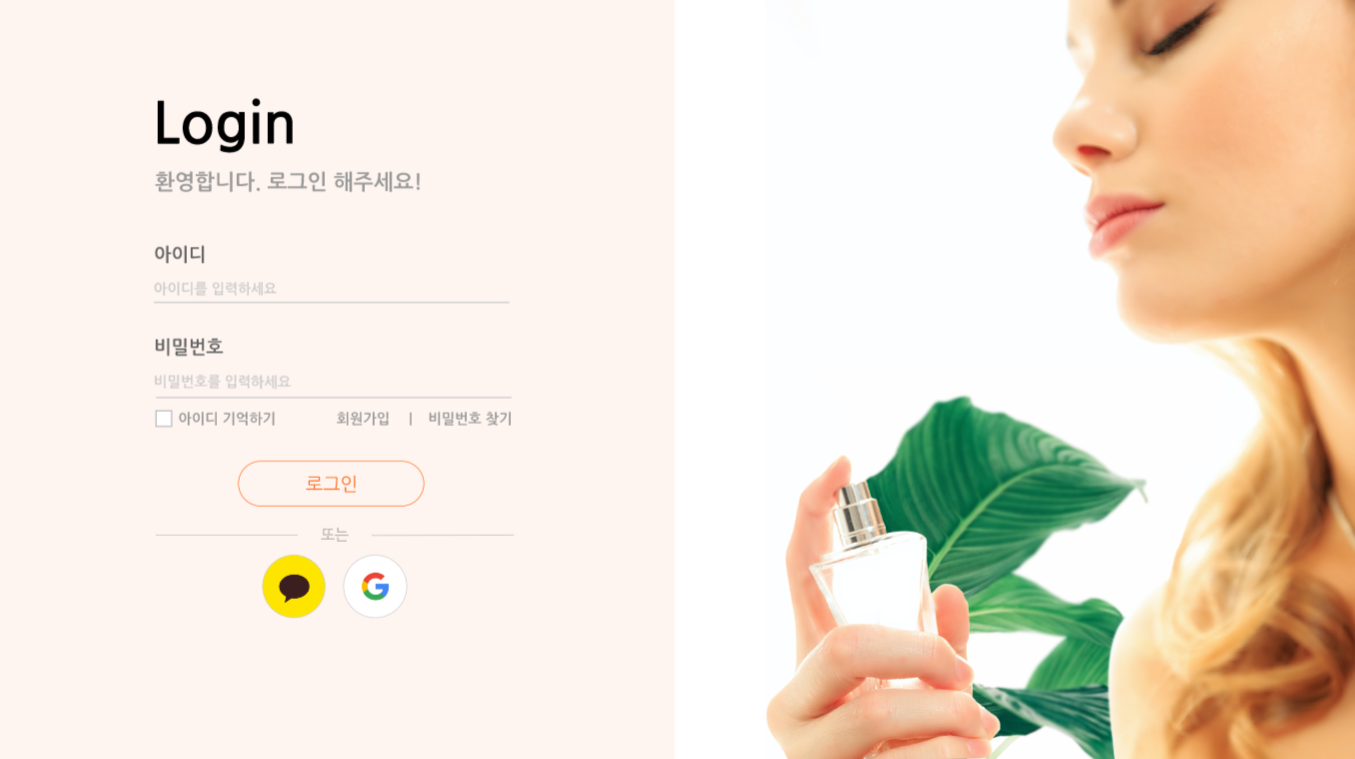 Login
환영합니다. 로그인 해주세요!
아이디
아이디를 입력하세요
비밀번호
비밀번호를 입력하세요
아이디 기억하기 회원가입 | 비밀번호 찾기
로그인
또는
G